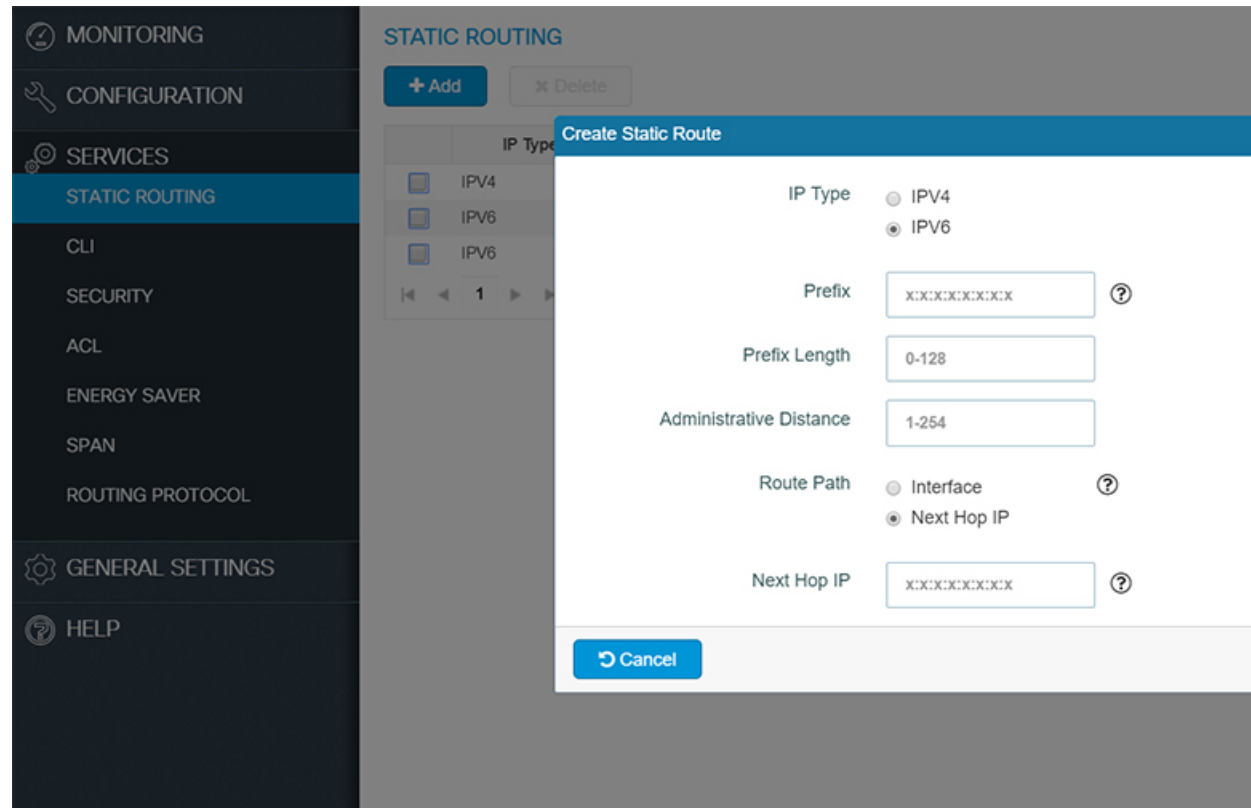 MONITORING
CONFIGURATION
SERVICES
STATIC ROUTING
CLI
SECURITY
ACL
ENERGY SAVER
SPAN
ROUTING PROTOCOL
GENERAL SETTINGS
HELP
STATIC ROUTING
Add
Delete
IP Type
IPV4
IPV6
IPV6
1
Create Static Route
IP Type
IPV4
IPV6
Prefix
x:x:x:x:x:x:x:x
Prefix Length
0-128
Administrative Distance
1-254
Route Path
Interface
Next Hop IP
Next Hop IP
x:x:x:x:x:x:x:x
Cancel